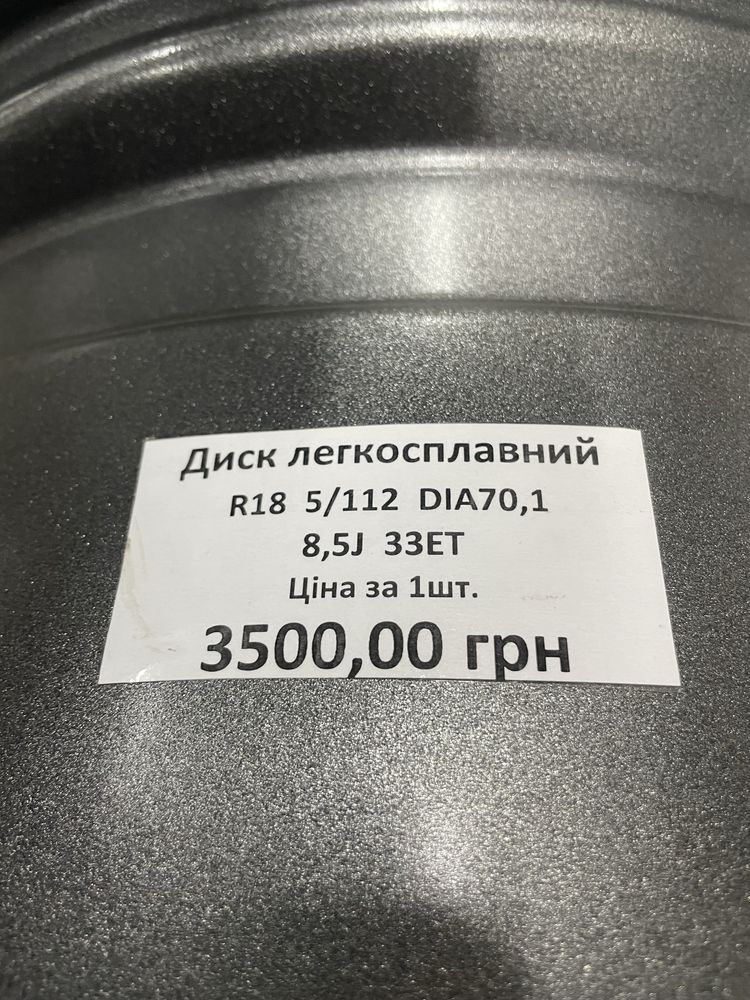 Диск легкосплавний
R18 5/112 DIA70,1
8,5J 33ET
Ціна за 1шт.
3500,00 грн